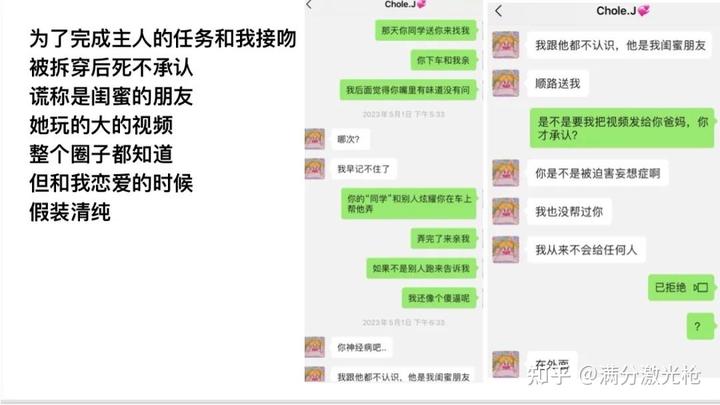 为了完成主人的任务和我接吻
被拆穿后死不承认
谎称是闺蜜的朋友
她玩的大的视频
整个圈子都知道
但和我恋爱的时候
假装清纯
Chole.J
那天你同学送你来找我
你下车和我亲
我后面觉得你嘴里有味道没有问
2023年5月1日 下午5:33
哪次？
我早记不住了
你的“同学”和别人炫耀你在车上
帮他弄
弄完了来亲我
如果不是别人跑来告诉我
我还像个傻逼呢
2023年5月1日 下午6:33
你神经病吧..
我跟他都不认识，他是我闺蜜朋友
Chole.J
我跟他都不认识，他是我闺蜜朋友
顺路送我
是不是要我把视频发给你爸妈，你
才承认？
你是不是被迫害妄想症啊
我也没帮过你
我从来不会给任何人
已拒绝
？
在外面
知乎 @满分激光枪